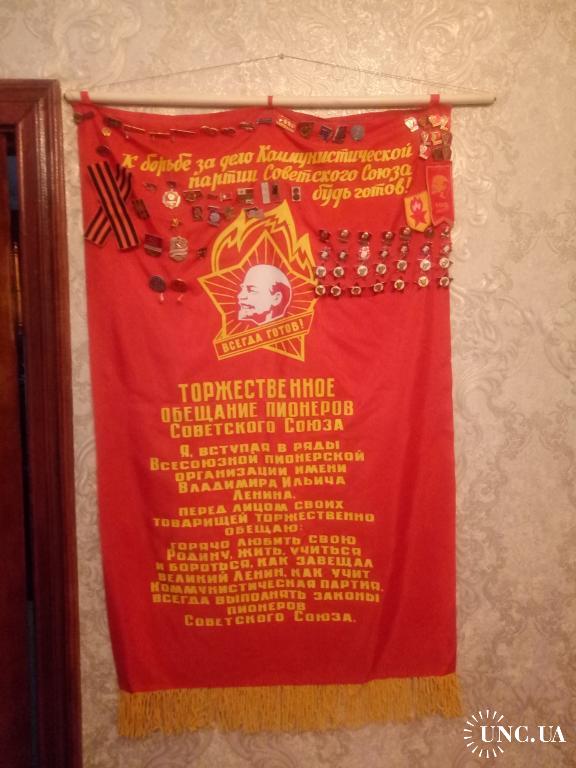 К борьбе за дело Коммунистической
партии Советского Союза
будь готов!
ВСЕГДА ГОТОВ!
ТОРЖЕСТВЕННОЕ
ОБЕЩАНИЕ ПИОНЕРОВ
СОВЕТСКОГО СОЮЗА
Я, ВСТУПАЯ В РЯДЫ
ВСЕСОЮЗНОЙ ПИОНЕРСКОЙ
ОРГАНИЗАЦИИ ИМЕНИ
ВЛАДИМИРА ИЛЬИЧА
ЛЕНИНА,
ПЕРЕД ЛИЦОМ СВОИХ
ТОВАРИЩЕЙ ТОРЖЕСТВЕННО
ОБЕЩАЮ:
ГОРЯЧО ЛЮБИТЬ СВОЮ
РОДИНУ, ЖИТЬ, УЧИТЬСЯ
И БОРОТЬСЯ, КАК ЗАВЕЩАЛ
ВЕЛИКИЙ ЛЕНИН, КАК УЧИТ
КОММУНИСТИЧЕСКАЯ ПАРТИЯ,
ВСЕГДА ВЫПОЛНЯТЬ ЗАКОНЫ
ПИОНЕРОВ
СОВЕТСКОГО СОЮЗА.
UNC.UA